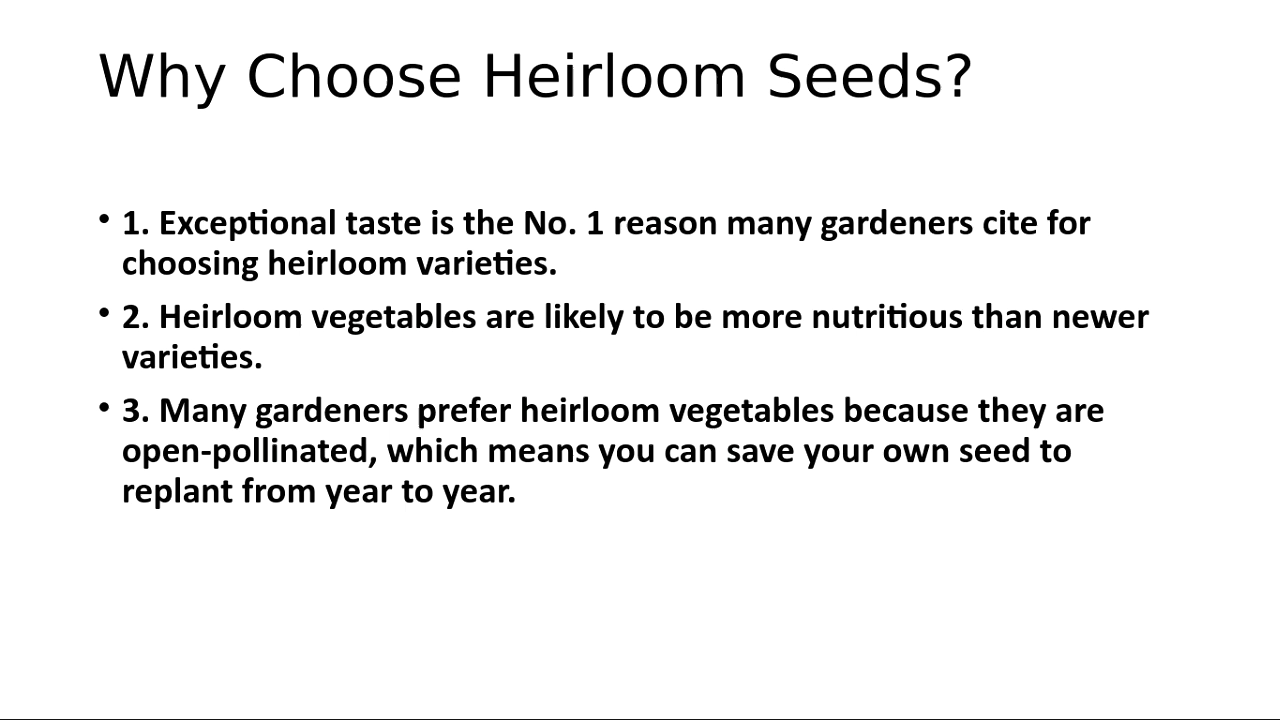 Why Choose Heirloom Seeds?
• 1. Exceptional taste is the No. 1 reason many gardeners cite for
choosing heirloom varieties.
• 2. Heirloom vegetables are likely to be more nutritious than newer
varieties.
• 3. Many gardeners prefer heirloom vegetables because they are
open-pollinated, which means you can save your own seed to
replant from year to year.